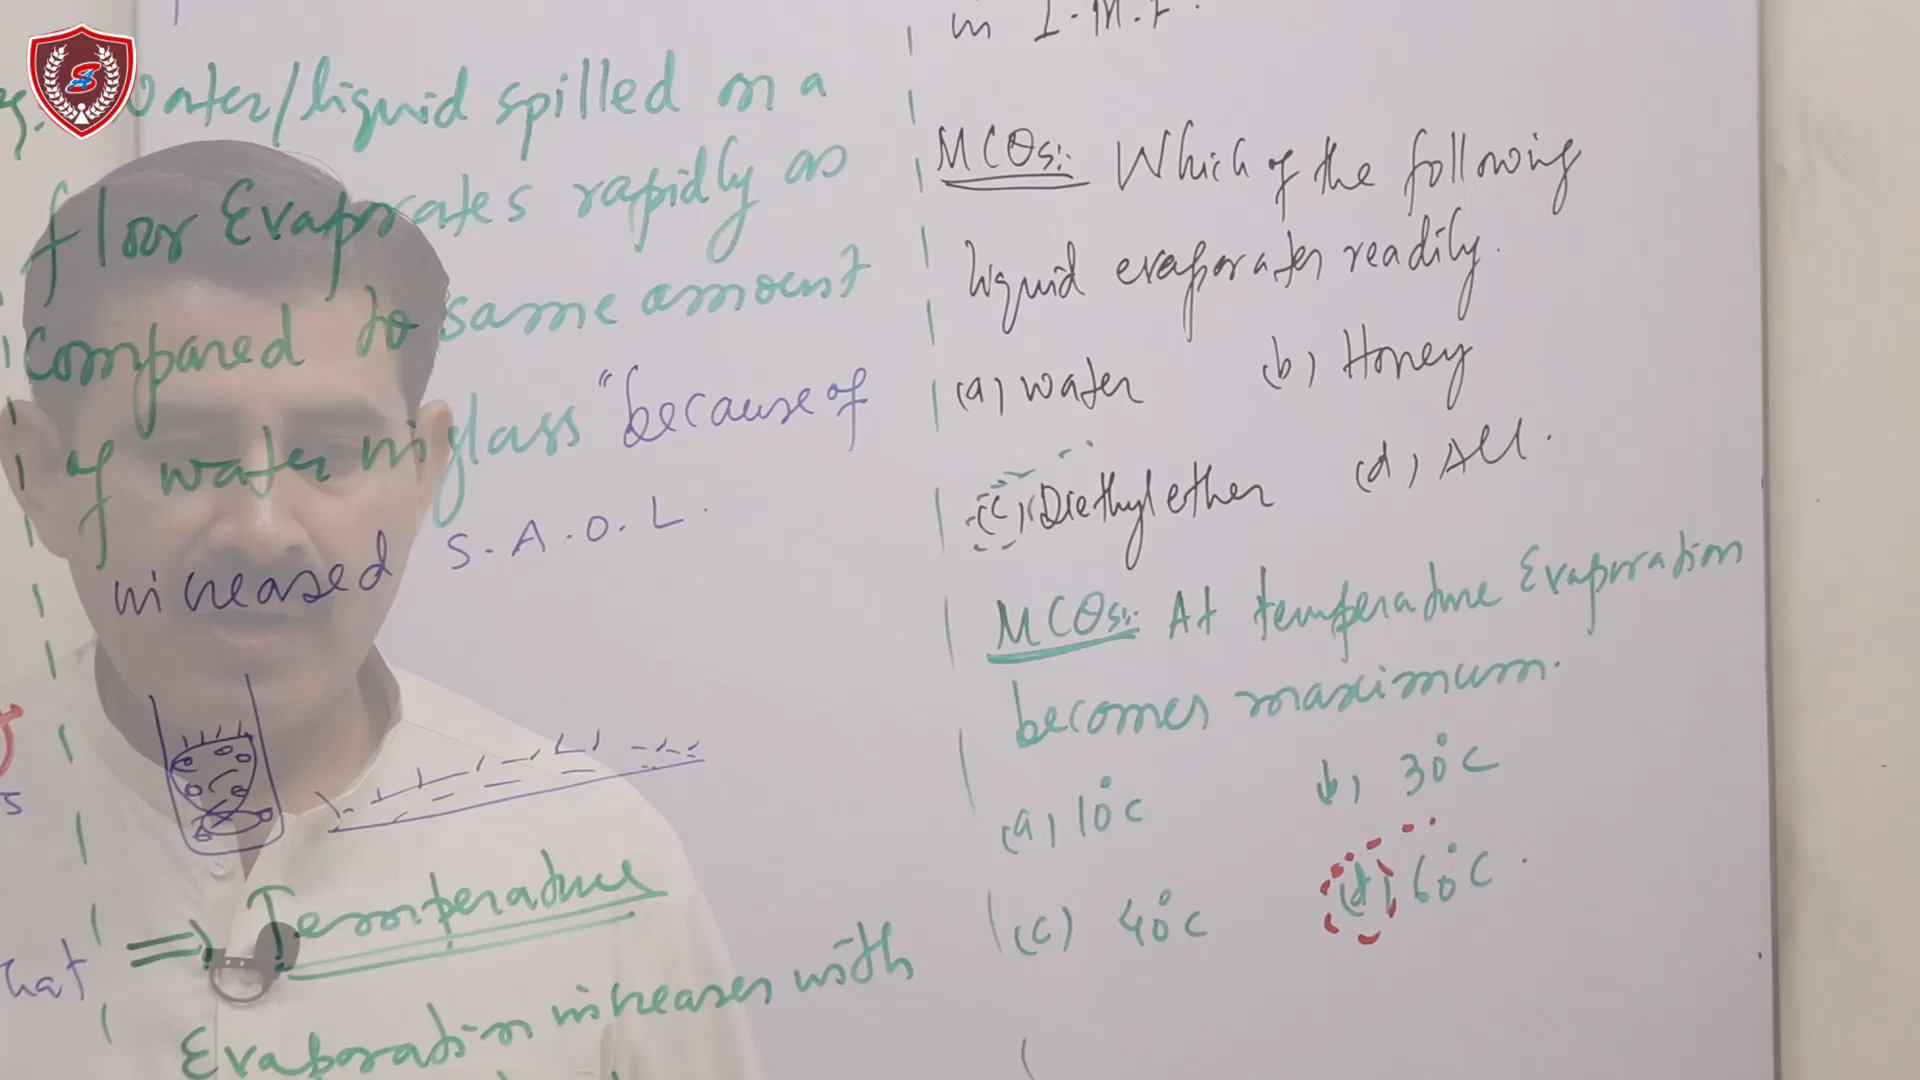 Water/liquid spilled on a
floor Evaporates rapidly as
Compared to same amount
of water in glass "because of
increased S.A.O.L.
=> Temperature
Evaporation increases with
hat
s
in I.M.F.
MCQs:- Which of the following
liquid evaporates readily.
(a) water (b) Honey
(c) Diethyl ether (d) All.
MCQs:- At temperature Evaporation
becomes maximum.
(a) 10°C b) 30°C
(c) 40°C (d) 60°C.